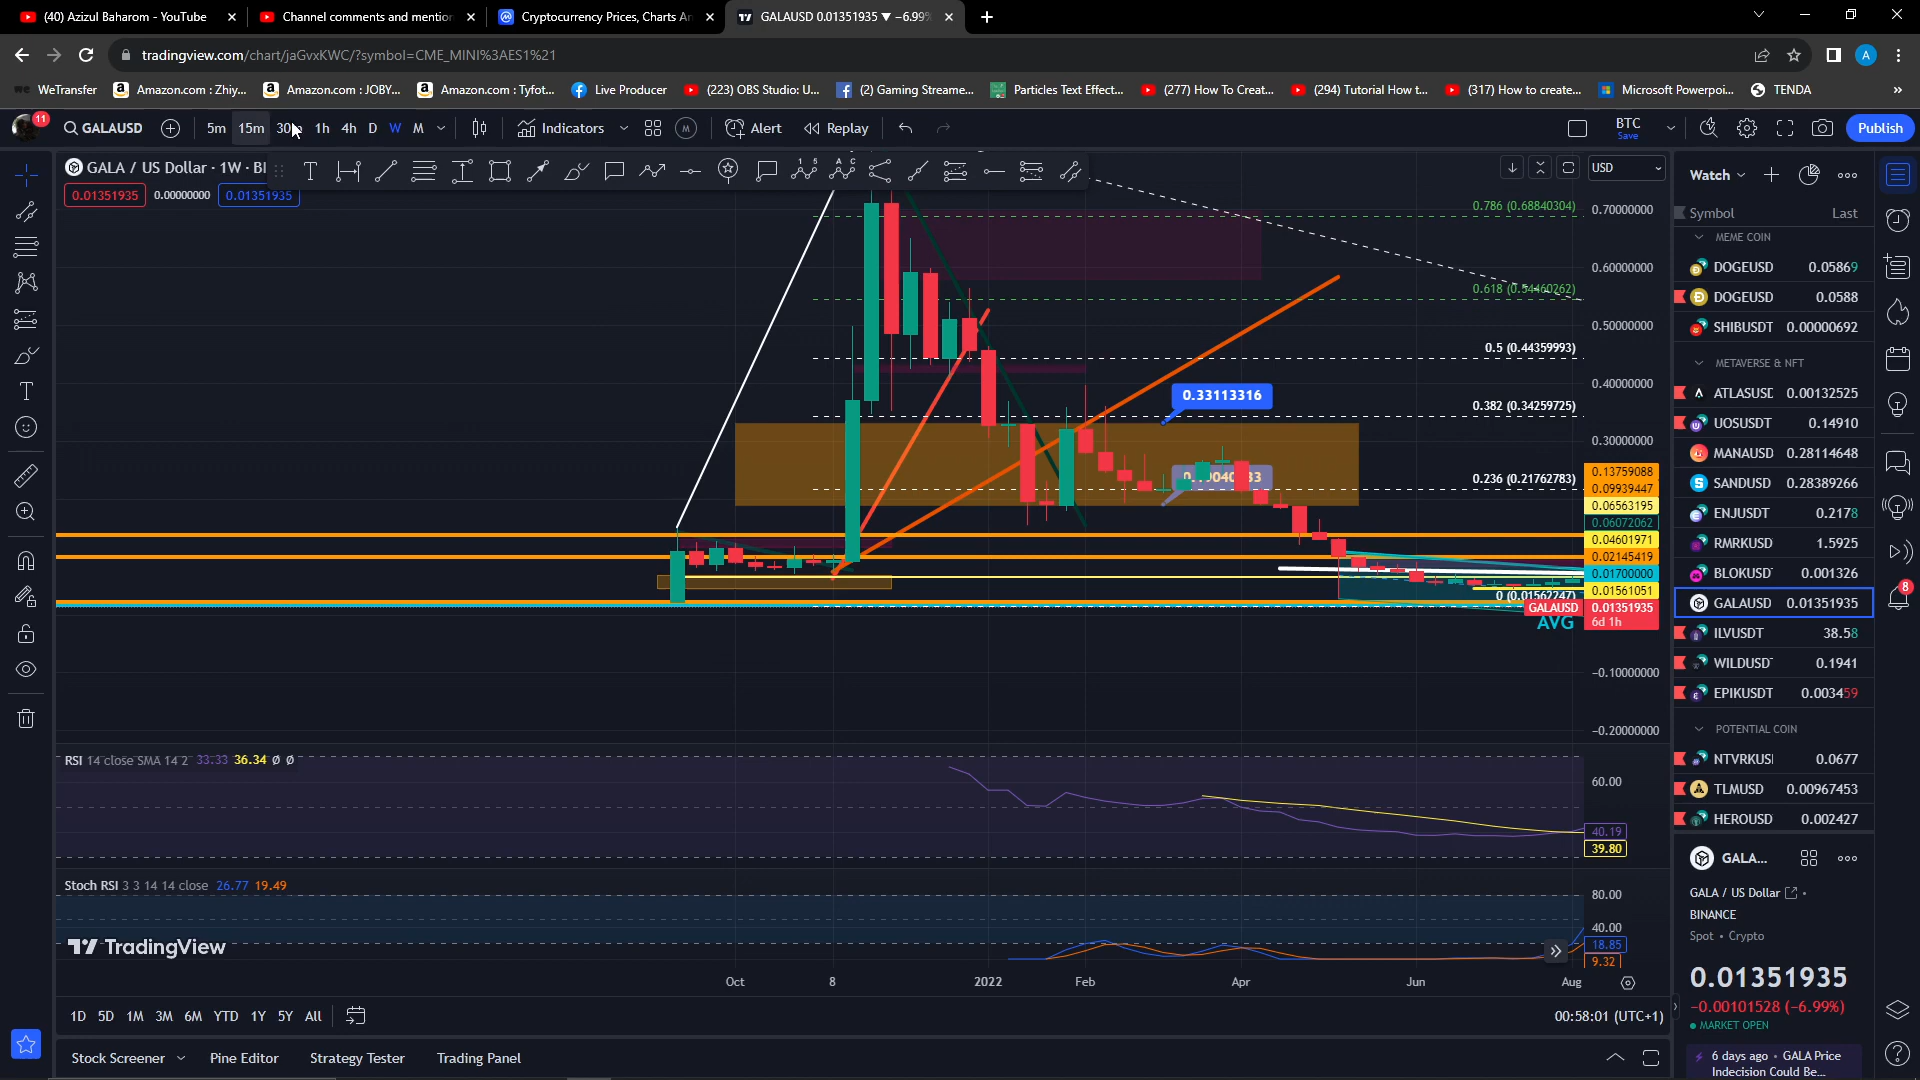 (40) Azizul Baharom - YouTube
Channel comments and mention
Cryptocurrency Prices, Charts An
GALAUSD 0.01351935 ▼ −6.99%
tradingview.com/chart/jaGvxKWC/?symbol=CME_MINI%3AES1%21
A
WeTransfer
Amazon.com : Zhiy...
Amazon.com : JOBY...
Amazon.com : Tyfot...
Live Producer
(223) OBS Studio: U...
(2) Gaming Streame...
Particles Text Effect...
(277) How To Creat...
(294) Tutorial How t...
(317) How to create...
Microsoft Powerpoi...
TENDA
11
GALAUSD
5m 15m 30m 1h 4h D W M
Indicators
M
Alert
Replay
BTC
Save
Publish
GALA / US Dollar · 1W · BI
0.01351935 0.00000000 0.01351935
USD
0.786 (0.68840304)
0.618 (0.54460262)
0.5 (0.44359993)
0.382 (0.34259725)
0.236 (0.21762783)
0 (0.01562247)
0.33113316
AVG
0.70000000
0.60000000
0.50000000
0.40000000
0.30000000
0.13759088
0.09939447
0.06563195
0.06072062
0.04601971
0.02145419
0.01700000
0.01561051
GALAUSD 0.01351935
6d 1h
−0.10000000
−0.20000000
RSI 14 close SMA 14 2 33.33 36.34 Ø Ø
60.00
40.19
39.80
Stoch RSI 3 3 14 14 close 26.77 19.49
80.00
40.00
18.85
9.32
TradingView
Oct 8 2022 Feb Apr Jun Aug
1D 5D 1M 3M 6M YTD 1Y 5Y All
00:58:01 (UTC+1)
Stock Screener
Pine Editor
Strategy Tester
Trading Panel
Watch
Symbol Last
MEME COIN
DOGEUSD 0.05869
DOGEUSD 0.0588
SHIBUSDT 0.00000692
METAVERSE & NFT
ATLASUSD 0.00132525
UOSUSDT 0.14910
MANAUSD 0.28114648
SANDUSD 0.28389266
ENJUSDT 0.2178
RMRKUSD 1.5925
BLOKUSDT 0.001326
GALAUSD 0.01351935
ILVUSDT 38.58
WILDUSDT 0.1941
EPIKUSDT 0.003459
POTENTIAL COIN
NTVRKUSI 0.0677
TLMUSD 0.00967453
HEROUSD 0.002427
GALA...
GALA / US Dollar
BINANCE
Spot • Crypto
0.01351935
−0.00101528 (−6.99%)
MARKET OPEN
6 days ago • GALA Price
Indecision Could Be...
8